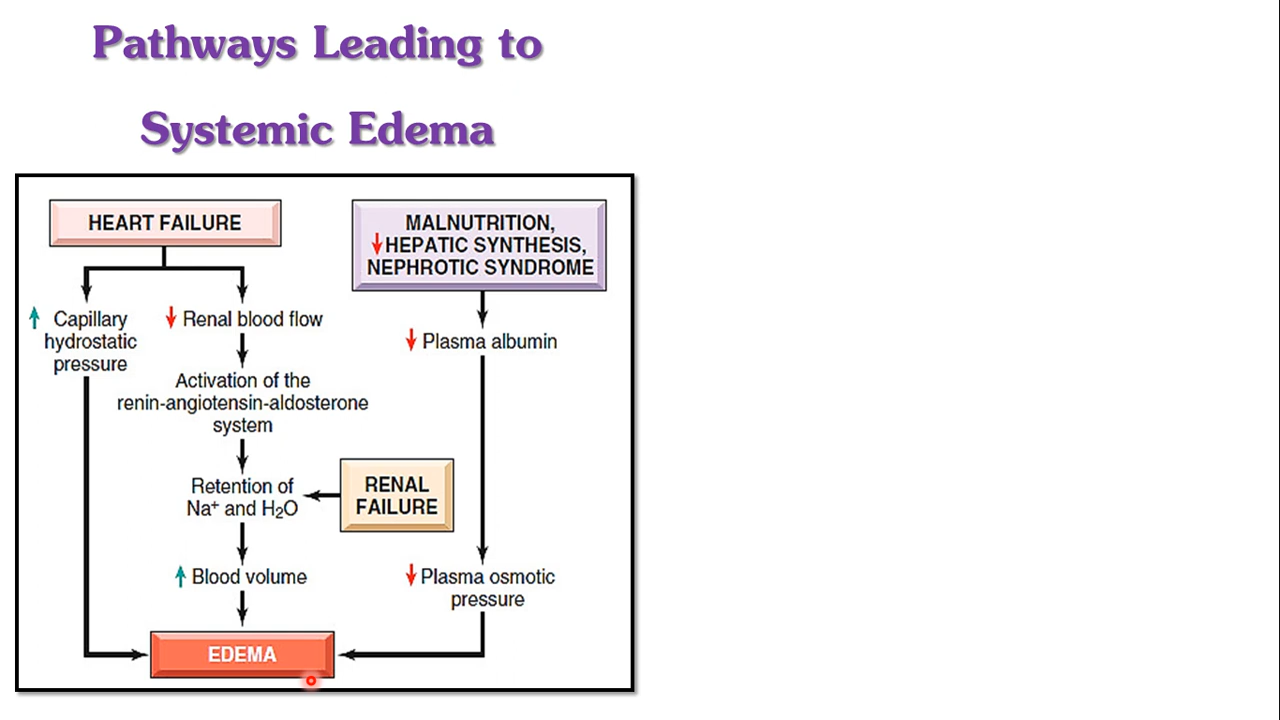 Pathways Leading to
Systemic Edema
HEART FAILURE
MALNUTRITION,
↓HEPATIC SYNTHESIS,
NEPHROTIC SYNDROME
↑ Capillary
hydrostatic
pressure
↓ Renal blood flow
↓ Plasma albumin
Activation of the
renin-angiotensin-aldosterone
system
Retention of
Na⁺ and H₂O
RENAL
FAILURE
↑ Blood volume
↓ Plasma osmotic
pressure
EDEMA